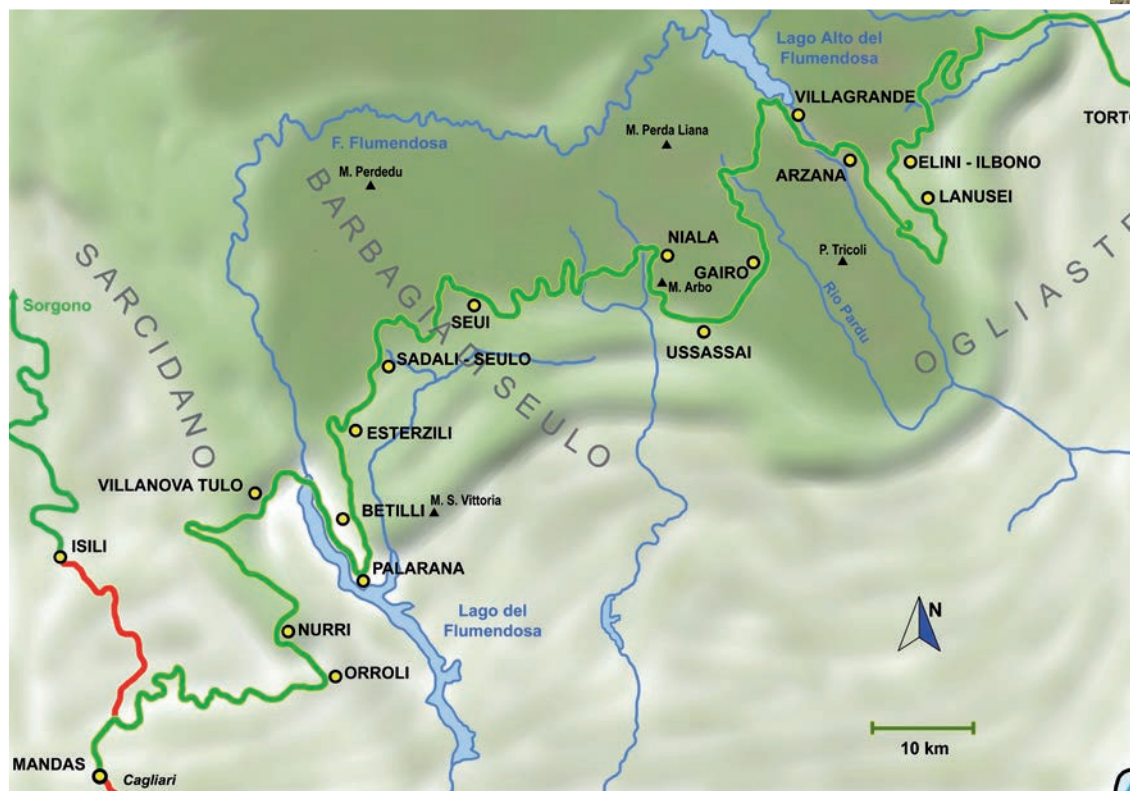 Lago Alto del
Flumendosa
VILLAGRANDE
TORTO
F. Flumendosa
M. Perda Liana
M. Perdedu
ARZANA
ELINI - ILBONO
LANUSEI
BARBAGIA DI SEULO
SARCIDANO
NIALA
GAIRO
P. Tricoli
M. Arbo
Rio Pardu
OGLIASTE
Sorgono
SEUI
USSASSAI
SADALI - SEULO
ESTERZILI
VILLANOVA TULO
BETILLI
M. S. Vittoria
ISILI
PALARANA
Lago del
Flumendosa
N
NURRI
ORROLI
10 km
MANDAS
Cagliari